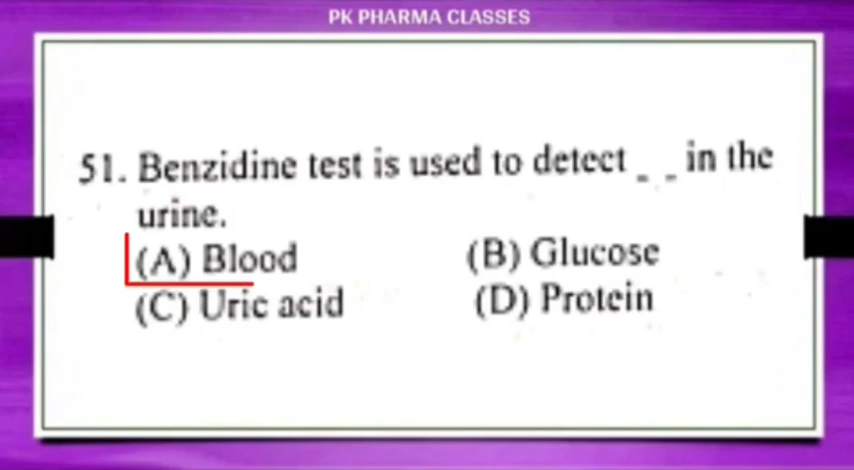 PK PHARMA CLASSES
51. Benzidine test is used to detect _ _ in the
urine.
(A) Blood (B) Glucose
(C) Uric acid (D) Protein